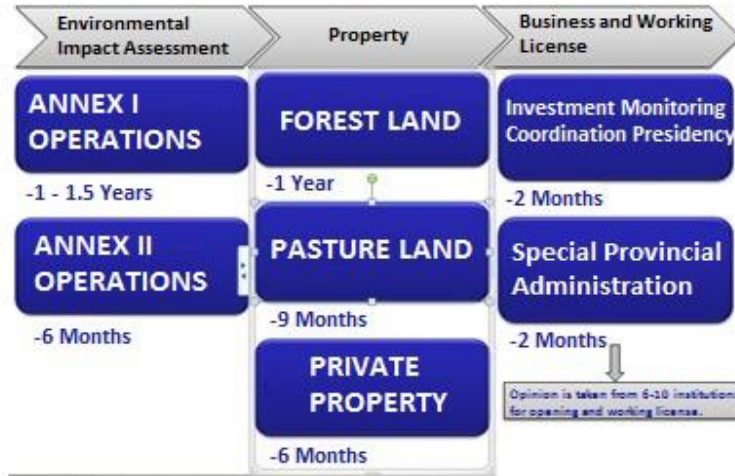 Environmental
Impact Assessment
Property
Business and Working
License
ANNEX I
OPERATIONS
-1 - 1.5 Years
ANNEX II
OPERATIONS
-6 Months
FOREST LAND
-1 Year
PASTURE LAND
-9 Months
PRIVATE
PROPERTY
-6 Months
Investment Monitoring
Coordination Presidency
-2 Months
Special Provincial
Administration
-2 Months
Opinion is taken from 6-10 institutions
for opening and working license.